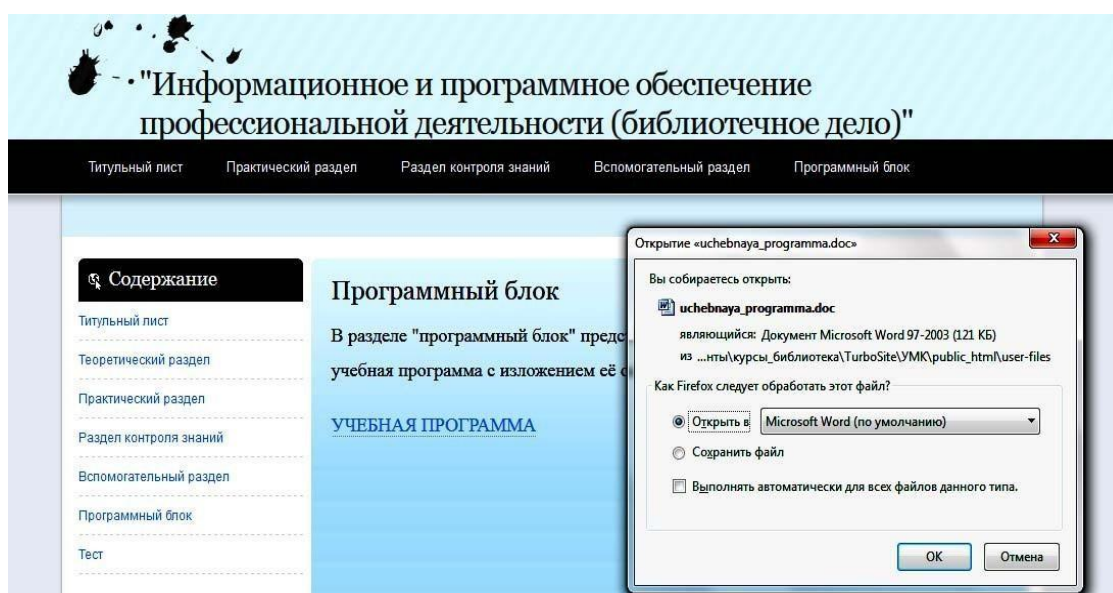 "Информационное и программное обеспечение
профессиональной деятельности (библиотечное дело)"
Титульный лист Практический раздел Раздел контроля знаний Вспомогательный раздел Программный блок
Содержание
Титульный лист
Теоретический раздел
Практический раздел
Раздел контроля знаний
Вспомогательный раздел
Программный блок
Тест
Программный блок
В разделе "программный блок"
учебная программа с изложением её
УЧЕБНАЯ ПРОГРАММА
Открытие «uchebnaya_programma.doc»
Вы собираетесь открыть:
uchebnaya_programma.doc
являющийся: Документ Microsoft Word 97-2003 (121 КБ)
из ...нты\курсы_библиотека\TurboSite\УМК\public_html\user-files
Как Firefox следует обработать этот файл?
Открыть в Microsoft Word (по умолчанию)
Сохранить файл
Выполнять автоматически для всех файлов данного типа.
ОК Отмена